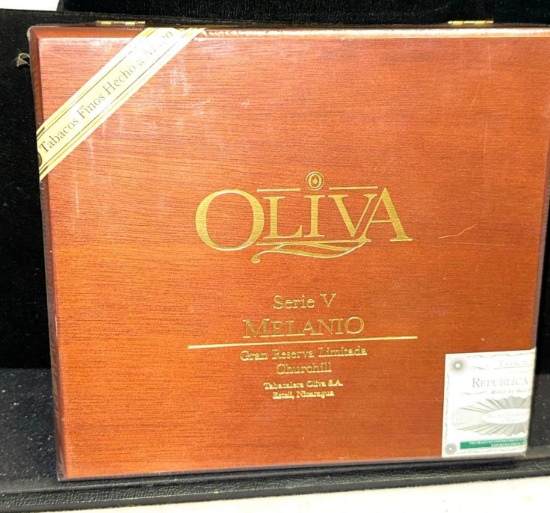 Tabacos Finos Hecho a Mano
OLIVA
Serie V
MELANIO
Gran Reserva Limitada
Churchill
Tabacalera Oliva S.A.
Estelí, Nicaragua
REPUBLICA